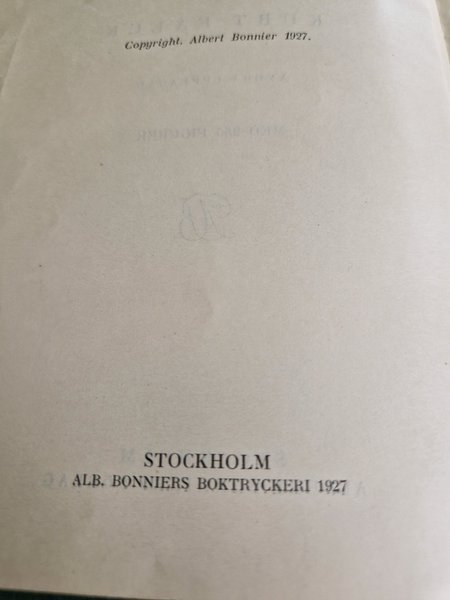 Copyright. Albert Bonnier 1927.
STOCKHOLM
ALB. BONNIERS BOKTRYCKERI 1927